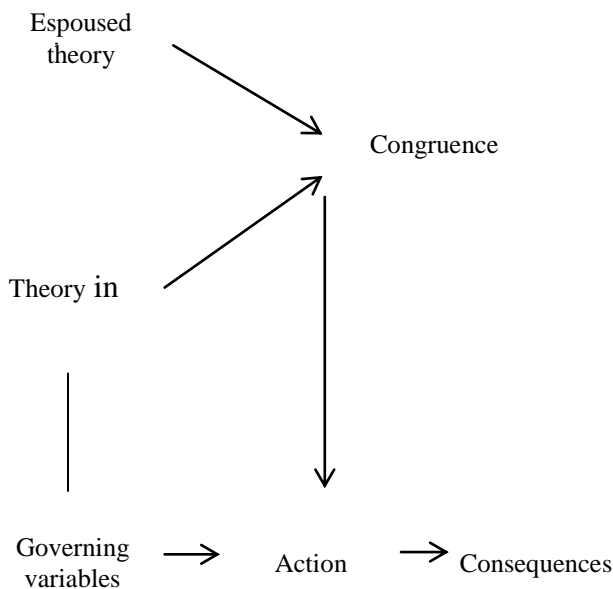 Espoused
theory
Congruence
Theory in
Governing
variables
Action
Consequences